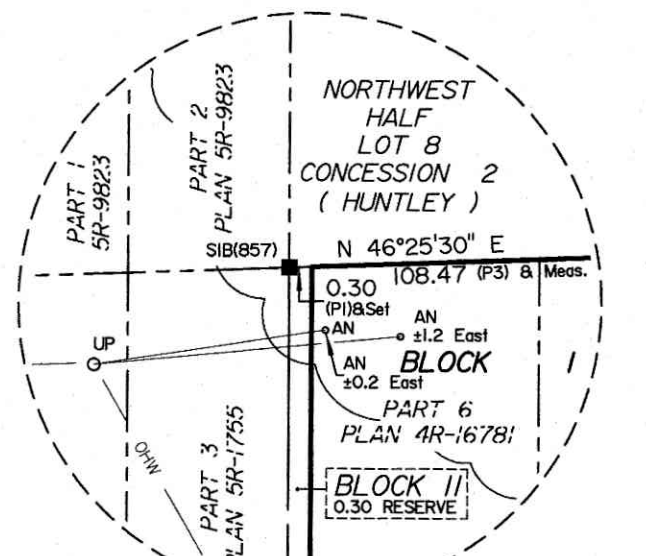 NORTHWEST
HALF
LOT 8
CONCESSION 2
( HUNTLEY )
PART 2
PLAN 5R-9823
PART 1
5R-9823
SIB(857)
N 46°25'30" E
108.47 (P3) & Meas.
0.30
(P1)&Set
AN
AN
±1.2 East
UP
AN
±0.2 East
BLOCK 1
PART 6
PLAN 4R-16781
OHW
PART 3
PLAN 5R-1755
BLOCK 11
0.30 RESERVE